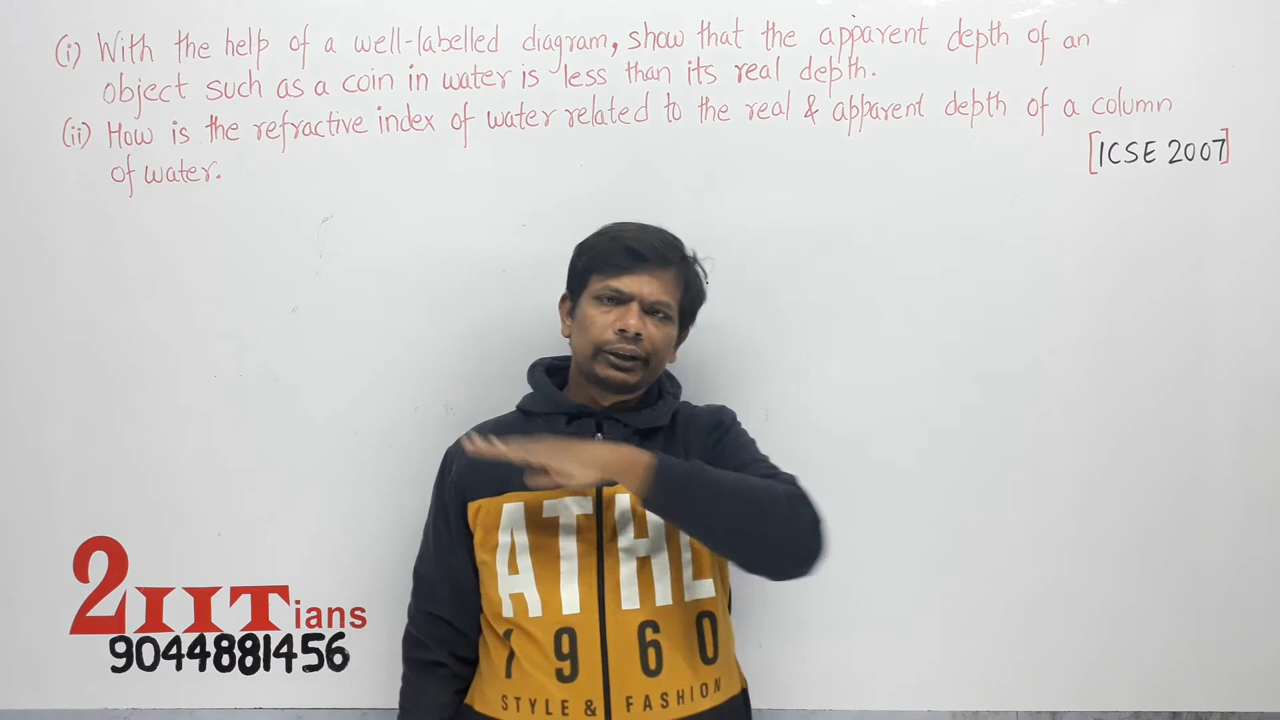 (i) With the help of a well-labelled diagram, show that the apparent depth of an
object such as a coin in water is less than its real depth.
(ii) How is the refractive index of water related to the real & apparent depth of a column
of water.
[ICSE 2007]
ATHL
1960
STYLE & FASHION
2IITians
9044881456